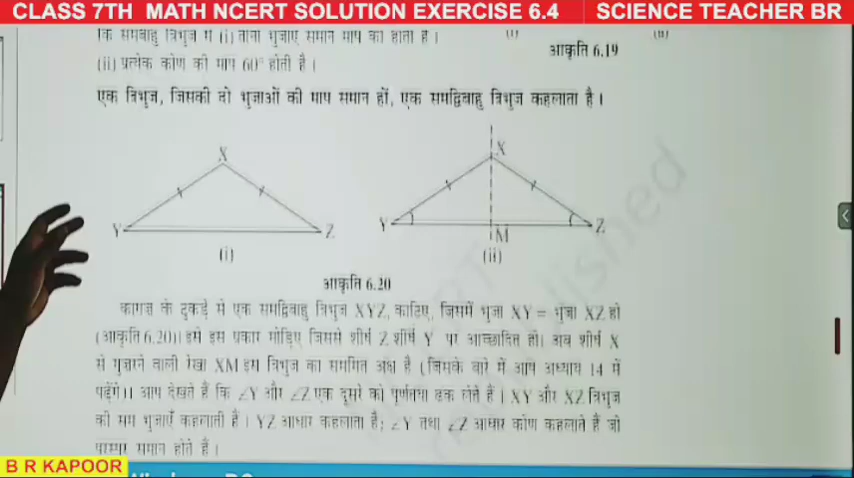 CLASS 7TH MATH NCERT SOLUTION EXERCISE 6.4 SCIENCE TEACHER BR
कि समबाहु त्रिभुज में (i) तीनों भुजाएँ समान माप की होती हैं।
(i) (ii)
आकृति 6.19
(ii) प्रत्येक कोण की माप 60° होती है।
एक त्रिभुज, जिसकी दो भुजाओं की माप समान हों, एक समद्विबाहु त्रिभुज कहलाता है।
X X
Y Z Y M Z
(i) (ii)
आकृति 6.20
कागज के टुकड़े से एक समद्विबाहु त्रिभुज XYZ, काटिए, जिसमें भुजा XY = भुजा XZ हो
(आकृति 6.20)। इसे इस प्रकार मोड़िए जिससे शीर्ष Z शीर्ष Y पर आच्छादित हो। अब शीर्ष X
से गुजरने वाली रेखा XM इस त्रिभुज का सममित अक्ष है (जिसके बारे में आप अध्याय 14 में
पढ़ेंगे)। आप देखते हैं कि ∠Y और ∠Z एक दूसरे को पूर्णतया ढक लेते हैं। XY और XZ त्रिभुज
की सम भुजाएँ कहलाती हैं। YZ आधार कहलाता है; ∠Y तथा ∠Z आधार कोण कहलाते हैं जो
परस्पर समान होते हैं।
B R KAPOOR